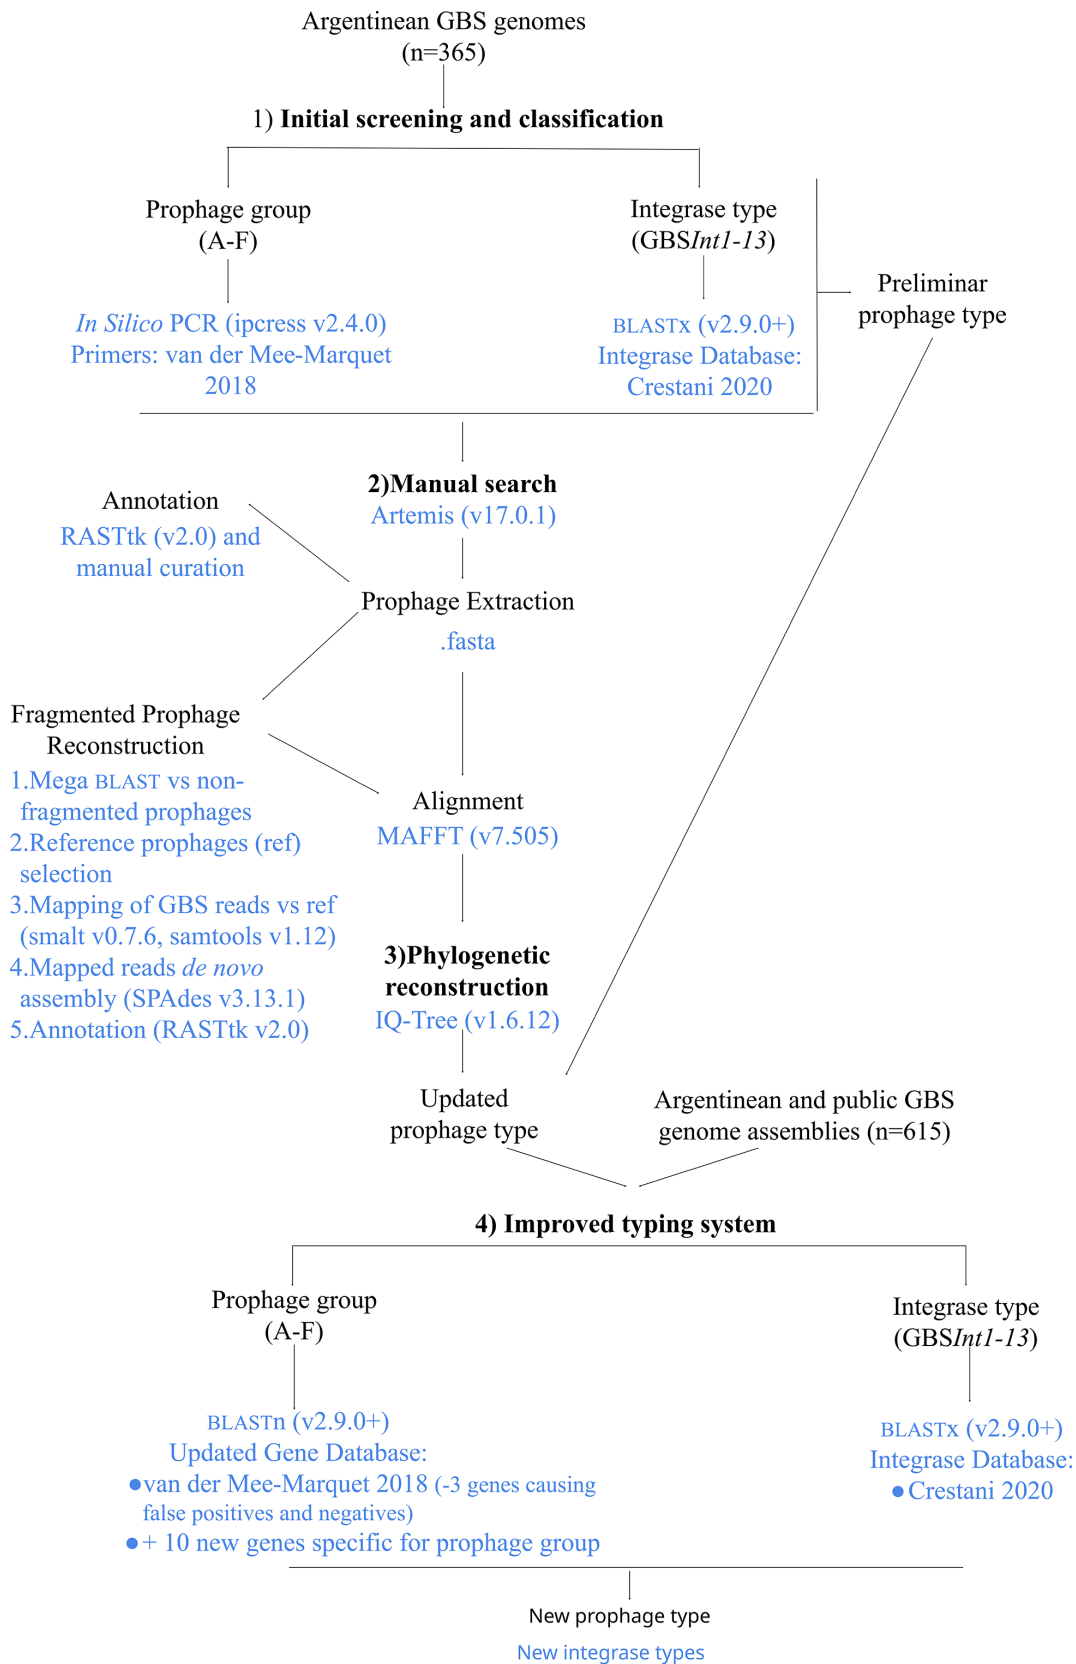 Argentinean GBS genomes
(n=365)
1) Initial screening and classification
Prophage group
(A-F)
Integrase type
(GBSInt1-13)
In Silico PCR (ipcress v2.4.0)
Primers: van der Mee-Marquet
2018
BLASTx (v2.9.0+)
Integrase Database:
Crestani 2020
Preliminar
prophage type
2)Manual search
Artemis (v17.0.1)
Annotation
RASTtk (v2.0) and
manual curation
Prophage Extraction
.fasta
Fragmented Prophage
Reconstruction
1.Mega BLAST vs non-
fragmented prophages
2.Reference prophages (ref)
selection
3.Mapping of GBS reads vs ref
(smalt v0.7.6, samtools v1.12)
4.Mapped reads de novo
assembly (SPAdes v3.13.1)
5.Annotation (RASTtk v2.0)
Alignment
MAFFT (v7.505)
3)Phylogenetic
reconstruction
IQ-Tree (v1.6.12)
Updated
prophage type
Argentinean and public GBS
genome assemblies (n=615)
4) Improved typing system
Prophage group
(A-F)
Integrase type
(GBSInt1-13)
BLASTn (v2.9.0+)
Updated Gene Database:
●van der Mee-Marquet 2018 (-3 genes causing
false positives and negatives)
●+ 10 new genes specific for prophage group
BLASTx (v2.9.0+)
Integrase Database:
●Crestani 2020
New prophage type
New integrase types